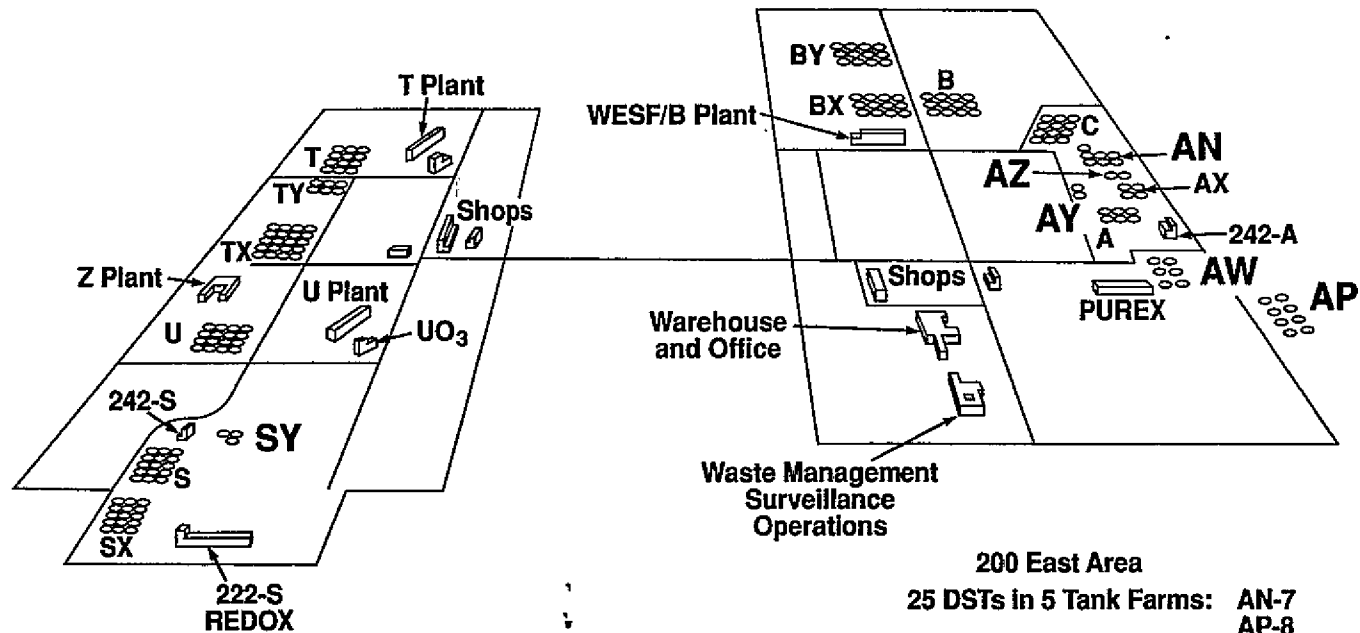 T Plant
T
TY
Shops
TX
Z Plant
U Plant
U
UO3
242-S
SY
S
SX
222-S
REDOX
BY
B
BX
WESF/B Plant
C
AN
AZ
AX
AY
A
242-A
AW
Shops
PUREX
AP
Warehouse
and Office
Waste Management
Surveillance
Operations
200 East Area
25 DSTs in 5 Tank Farms: AN-7
AP-8